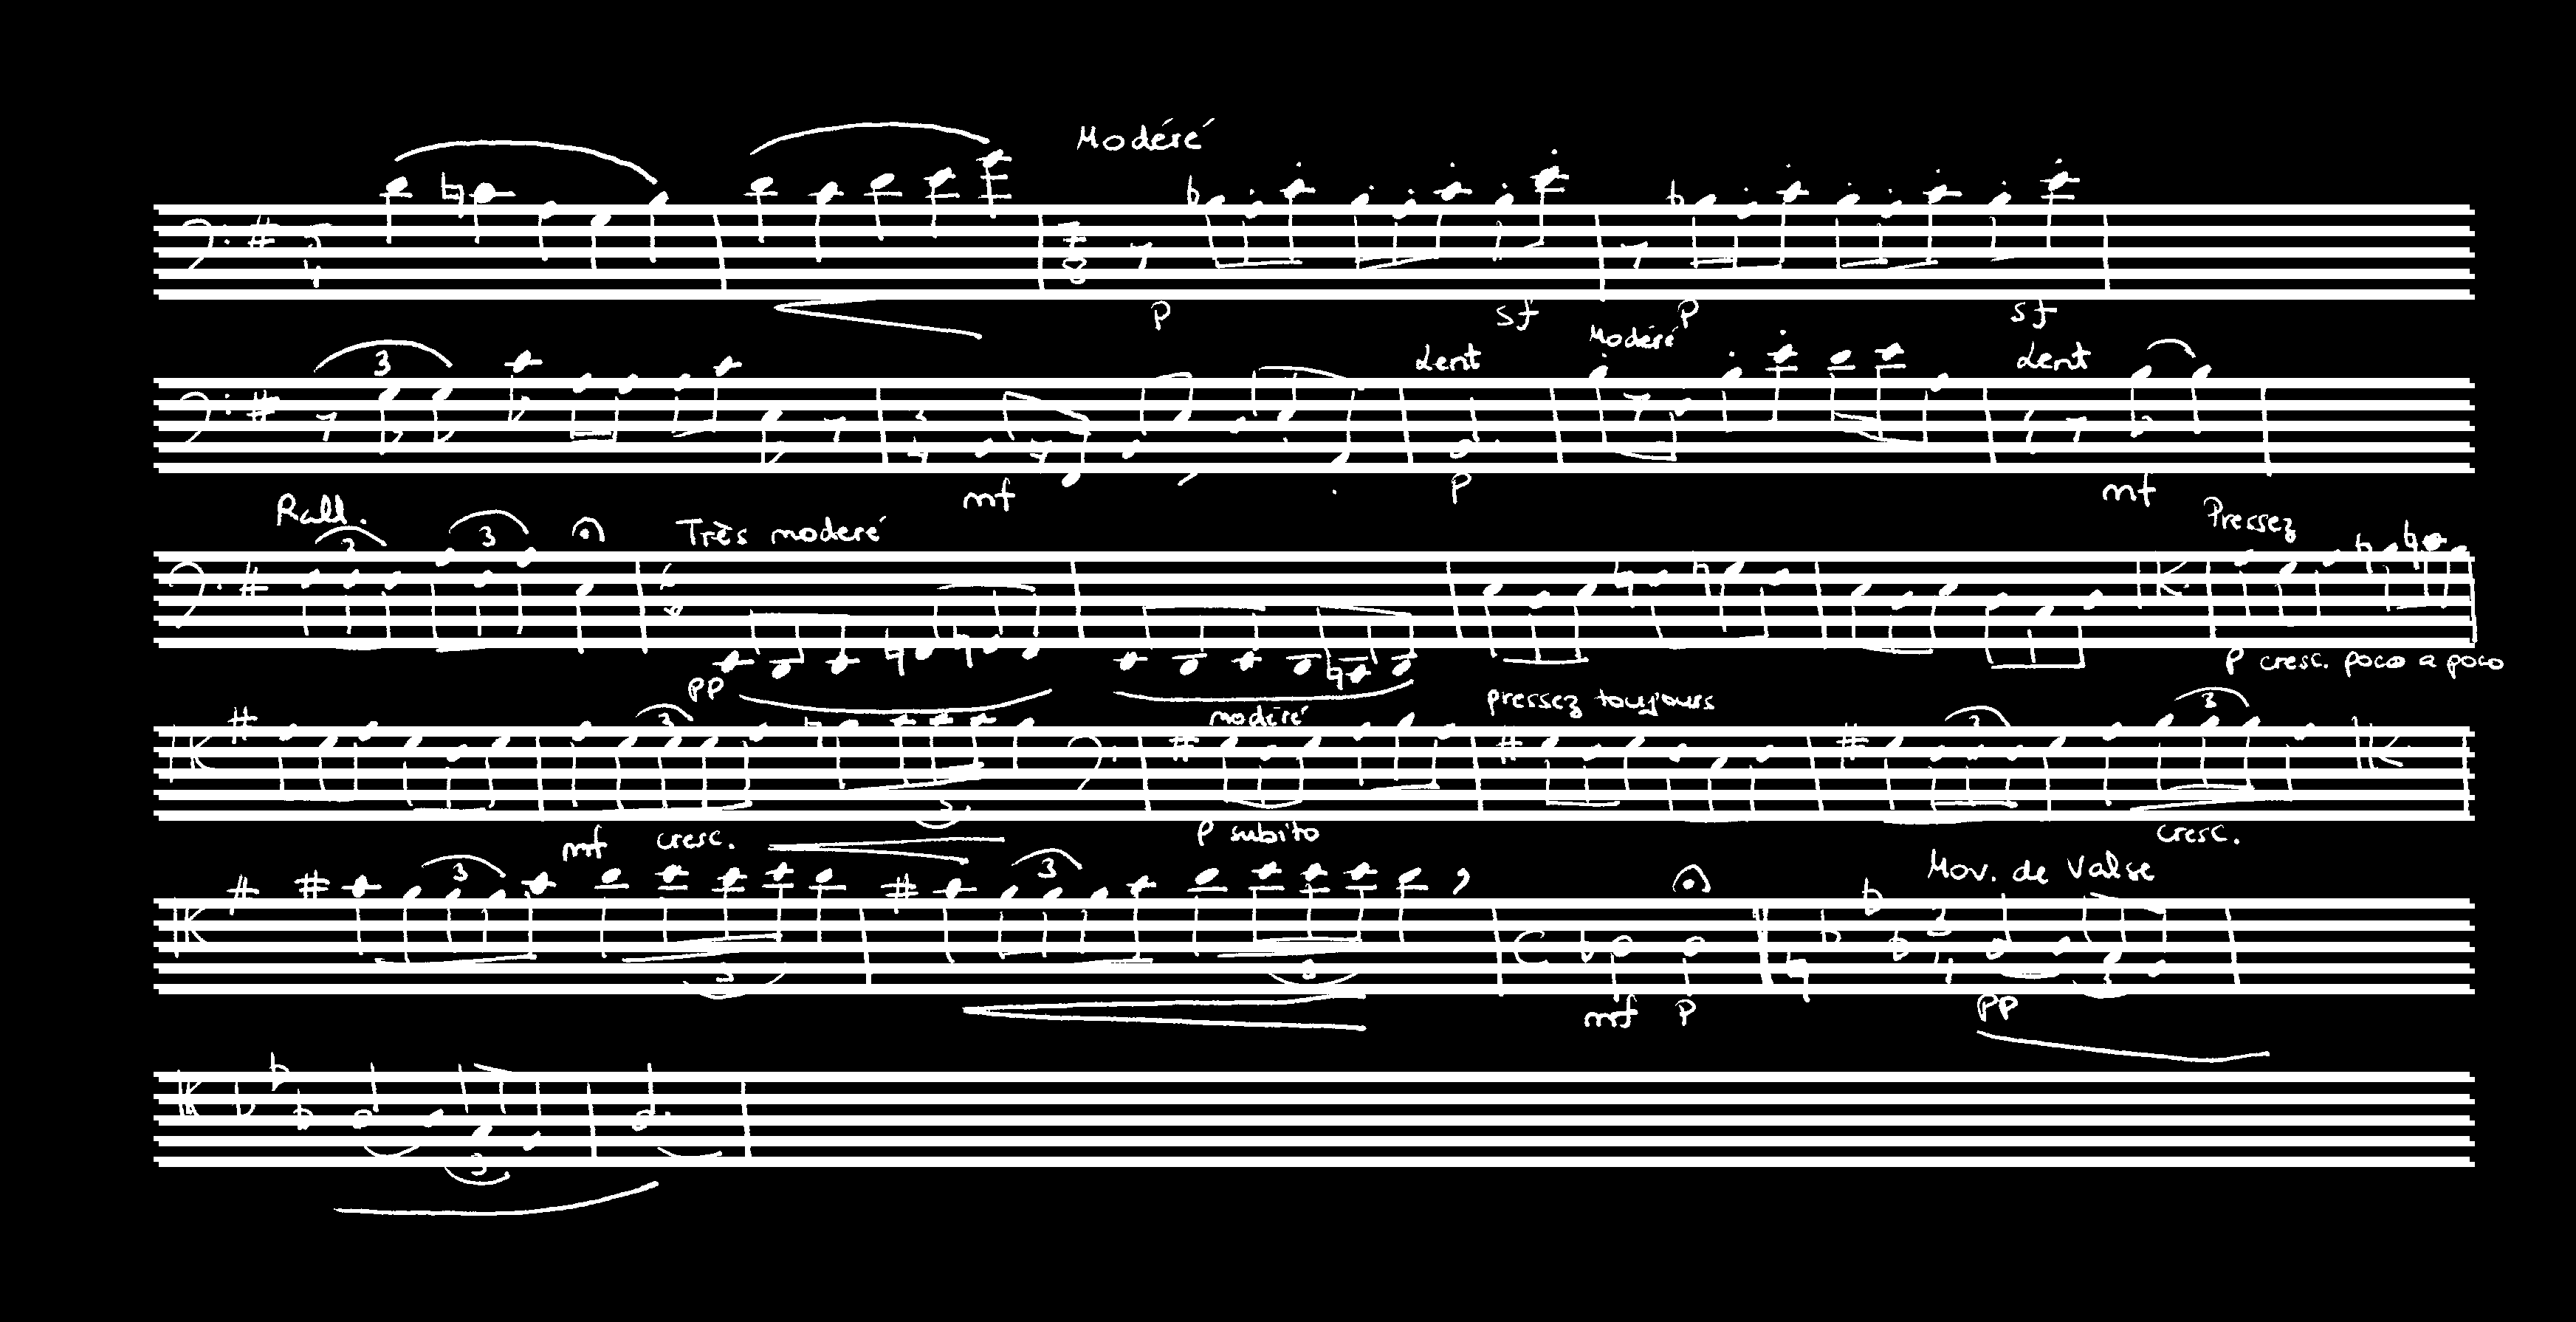 Modéré
p sf p sf
3 Lent Modéré Lent
mf p mf
Rall. 3 3 Très moderé Pressez
pp p cresc. poco a poco
3 modéré pressez toujours 3 3
mf cresc. p subito cresc.
3 3 Mov. de Valse
mf p pp
3